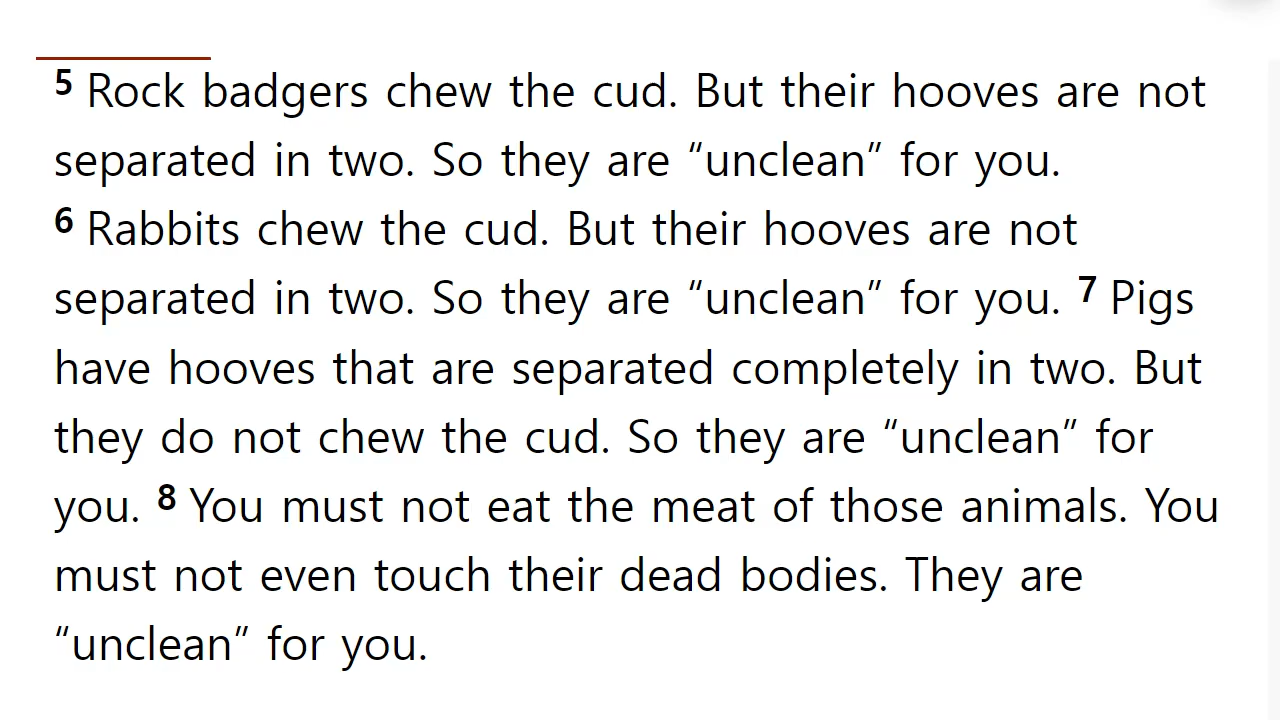 5 Rock badgers chew the cud. But their hooves are not
separated in two. So they are “unclean” for you.
6 Rabbits chew the cud. But their hooves are not
separated in two. So they are “unclean” for you. 7 Pigs
have hooves that are separated completely in two. But
they do not chew the cud. So they are “unclean” for
you. 8 You must not eat the meat of those animals. You
must not even touch their dead bodies. They are
“unclean” for you.